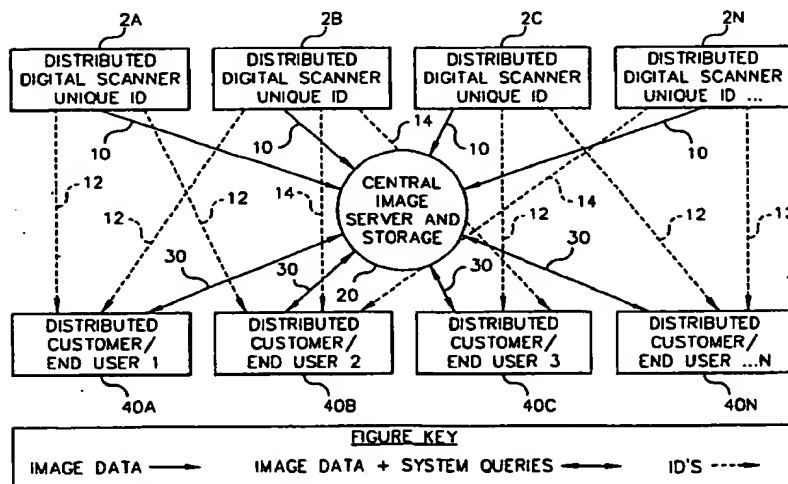 2A 2B 2C 2N
DISTRIBUTED DIGITAL SCANNER UNIQUE ID
DISTRIBUTED DIGITAL SCANNER UNIQUE ID
DISTRIBUTED DIGITAL SCANNER UNIQUE ID
DISTRIBUTED DIGITAL SCANNER UNIQUE ID ...
10 10 14 10 10
12 12 12 14 12 14 12
CENTRAL
IMAGE
SERVER AND
STORAGE
30 30 20 30 30
DISTRIBUTED CUSTOMER/ END USER 1
DISTRIBUTED CUSTOMER/ END USER 2
DISTRIBUTED CUSTOMER/ END USER 3
DISTRIBUTED CUSTOMER/ END USER ...N
40A 40B 40C 40N
FIGURE KEY
IMAGE DATA IMAGE DATA + SYSTEM QUERIES ID'S